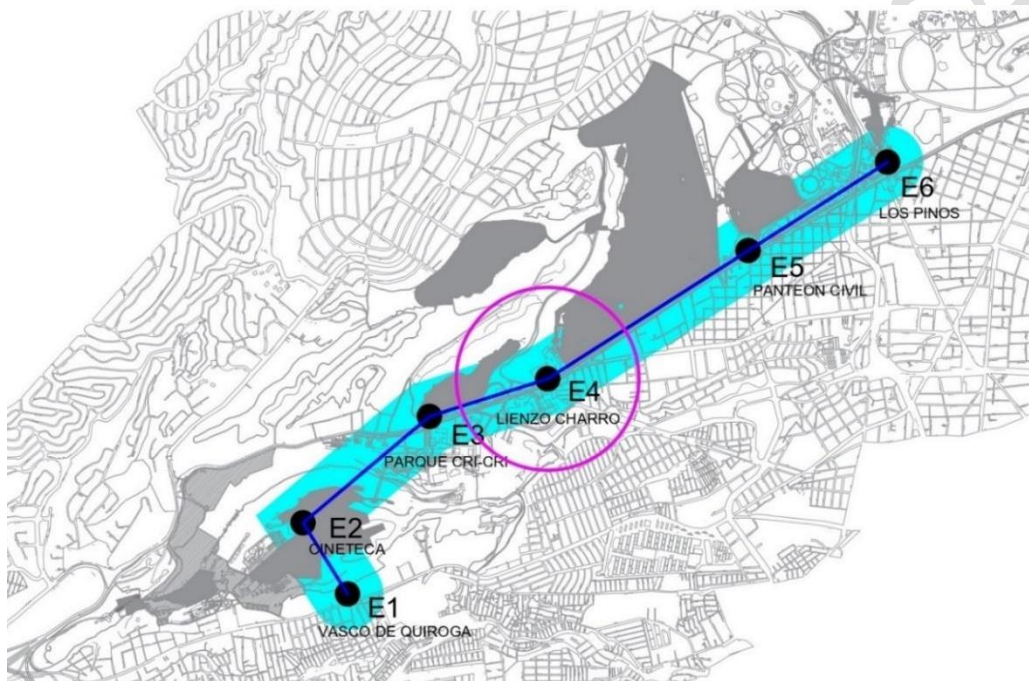 E6
LOS PINOS
E5
PANTEON CIVIL
E4
LIENZO CHARRO
E3
PARQUE CRI-CRI
E2
CINETECA
E1
VASCO DE QUIROGA